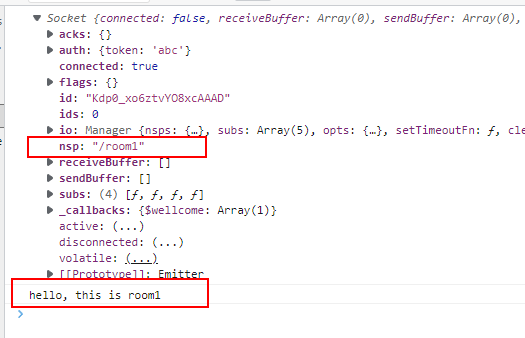 Socket {connected: false, receiveBuffer: Array(0), sendBuffer: Array(0),
acks: {}
auth: {token: 'abc'}
connected: true
flags: {}
id: "Kdp0_xo6ztvYO8xcAAAD"
ids: 0
io: Manager {nsps: {…}, subs: Array(5), opts: {…}, setTimeoutFn: ƒ, cle
nsp: "/room1"
receiveBuffer: []
sendBuffer: []
subs: (4) [ƒ, ƒ, ƒ, ƒ]
_callbacks: {$wellcome: Array(1)}
active: (...)
disconnected: (...)
volatile: (...)
[[Prototype]]: Emitter
hello, this is room1